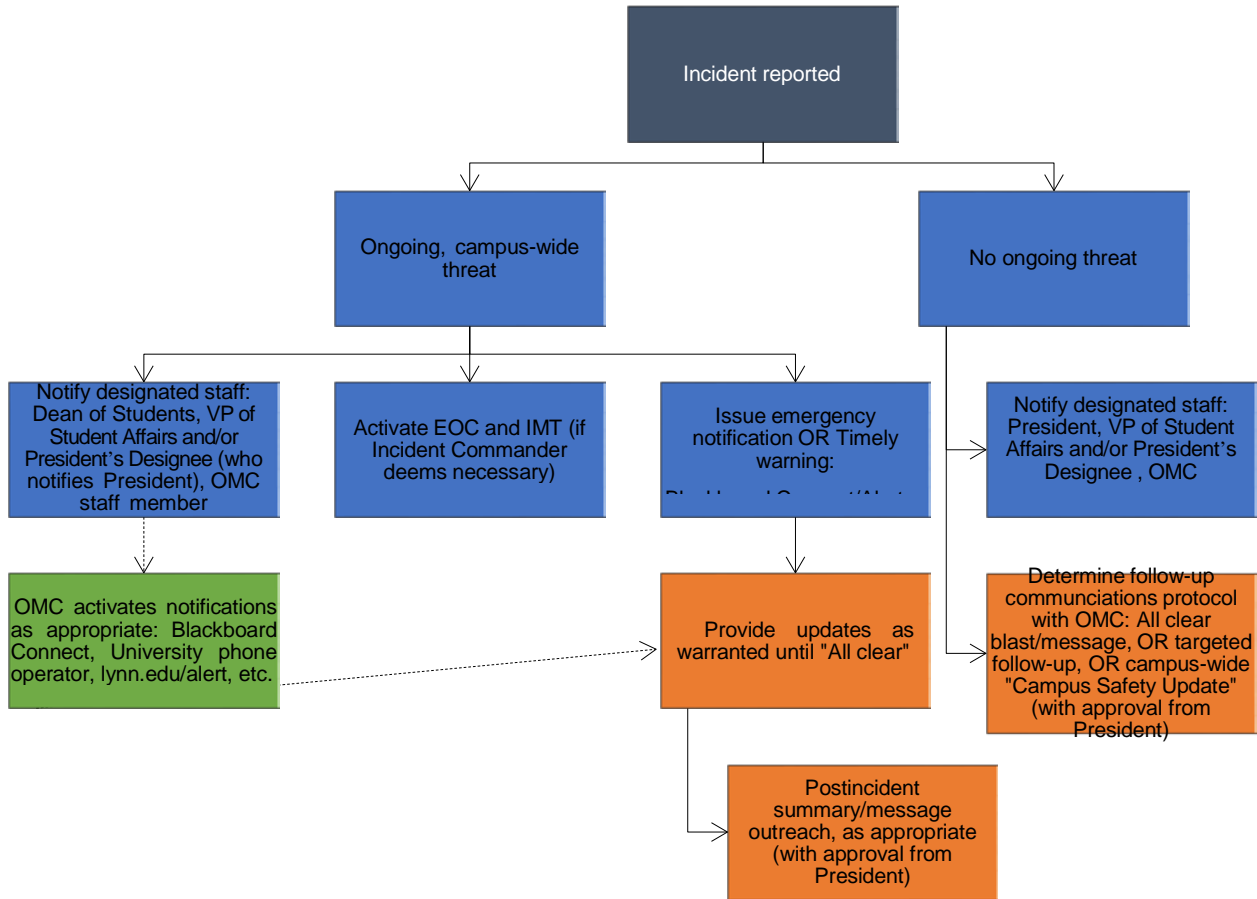 Incident reported
Ongoing, campus-wide
threat
No ongoing threat
Notify designated staff:
Dean of Students, VP of
Student Affairs and/or
President's Designee (who
notifies President), OMC
staff member
Activate EOC and IMT (if
Incident Commander
deems necessary)
Issue emergency
notification OR Timely
warning:
Notify designated staff:
President, VP of Student
Affairs and/or President's
Designee , OMC
OMC activates notifications
as appropriate: Blackboard
Connect, University phone
operator, lynn.edu/alert, etc.
Provide updates as
warranted until "All clear"
Determine follow-up
communciations protocol
with OMC: All clear
blast/message, OR targeted
follow-up, OR campus-wide
"Campus Safety Update"
(with approval from
President)
Postincident
summary/message
outreach, as appropriate
(with approval from
President)